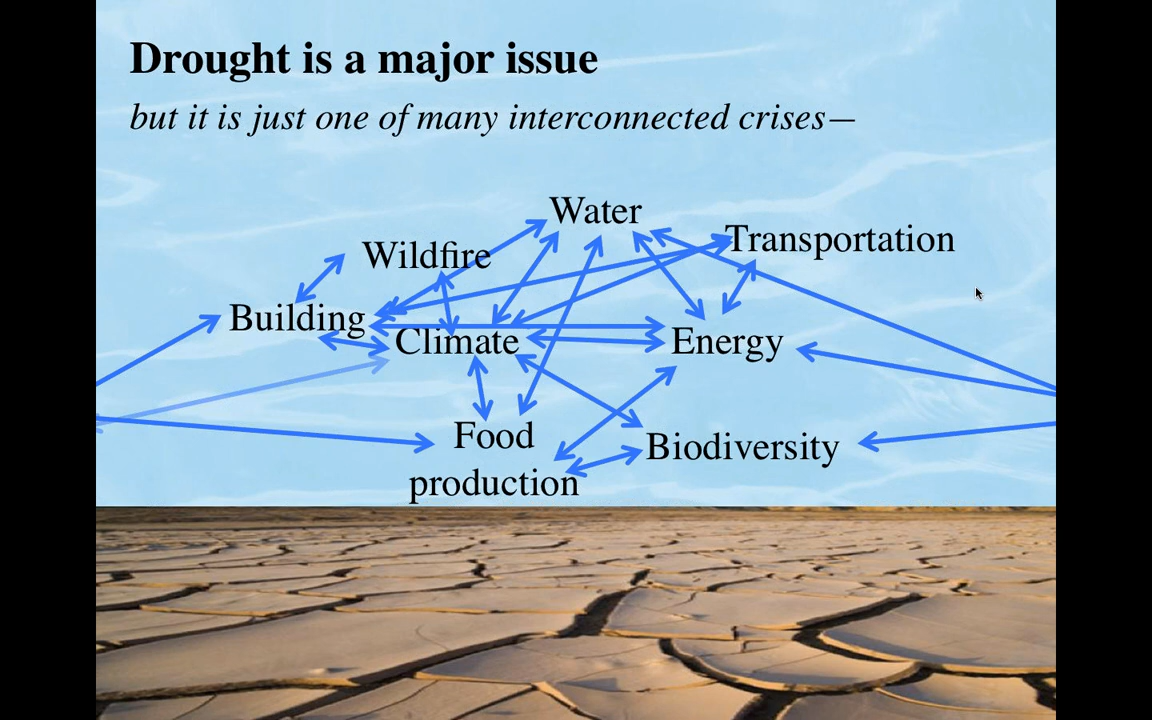 Drought is a major issue
but it is just one of many interconnected crises—
Water
Transportation
Wildfire
Building
Climate
Energy
Food
production
Biodiversity